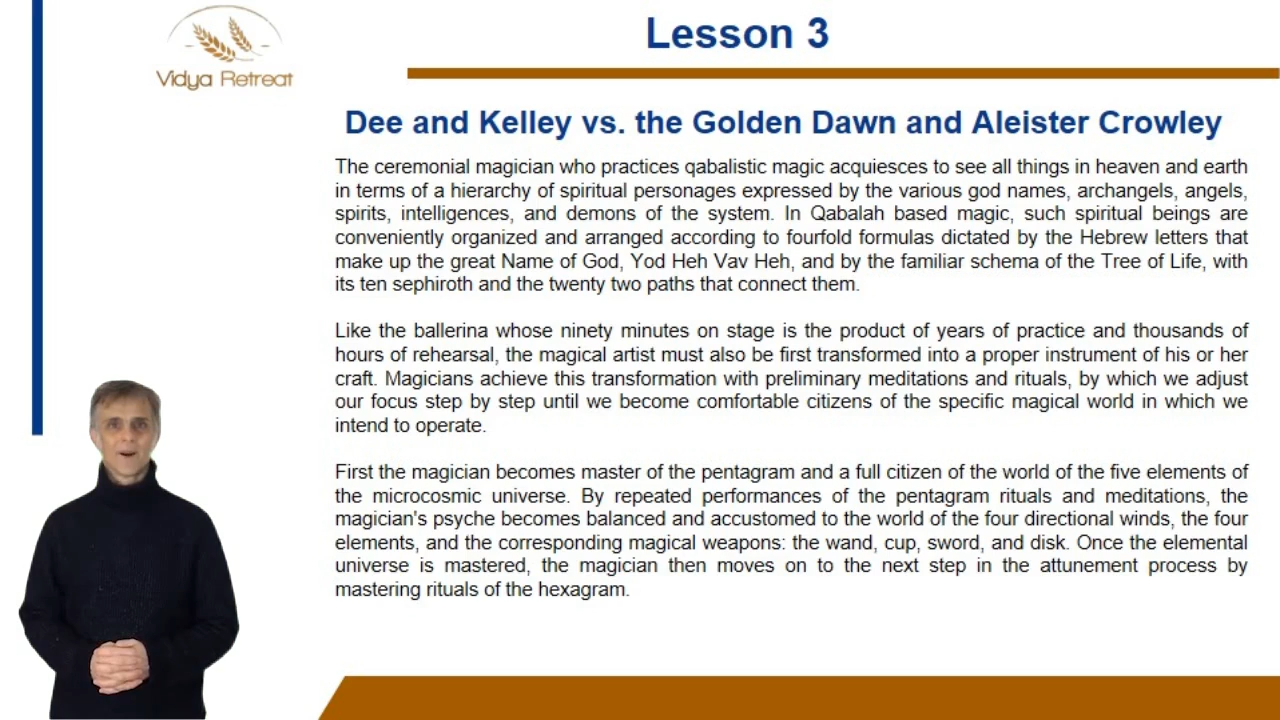 Lesson 3
Vidya Retreat
Dee and Kelley vs. the Golden Dawn and Aleister Crowley
The ceremonial magician who practices qabalistic magic acquiesces to see all things in heaven and earth
in terms of a hierarchy of spiritual personages expressed by the various god names, archangels, angels,
spirits, intelligences, and demons of the system. In Qabalah based magic, such spiritual beings are
conveniently organized and arranged according to fourfold formulas dictated by the Hebrew letters that
make up the great Name of God, Yod Heh Vav Heh, and by the familiar schema of the Tree of Life, with
its ten sephiroth and the twenty two paths that connect them.
Like the ballerina whose ninety minutes on stage is the product of years of practice and thousands of
hours of rehearsal, the magical artist must also be first transformed into a proper instrument of his or her
craft. Magicians achieve this transformation with preliminary meditations and rituals, by which we adjust
our focus step by step until we become comfortable citizens of the specific magical world in which we
intend to operate.
First the magician becomes master of the pentagram and a full citizen of the world of the five elements of
the microcosmic universe. By repeated performances of the pentagram rituals and meditations, the
magician's psyche becomes balanced and accustomed to the world of the four directional winds, the four
elements, and the corresponding magical weapons: the wand, cup, sword, and disk. Once the elemental
universe is mastered, the magician then moves on to the next step in the attunement process by
mastering rituals of the hexagram.